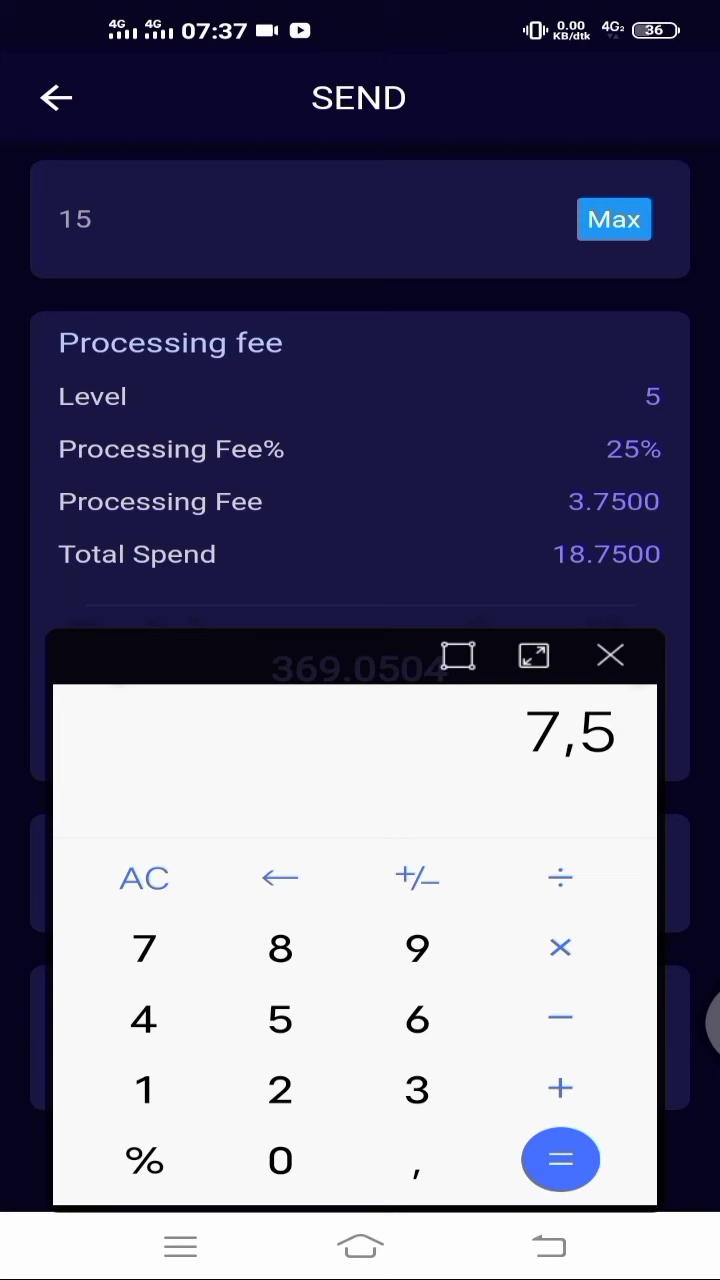 4G 4G 07:37 0.00 KB/dtk 4G2 36
SEND
15 Max
Processing fee
Level 5
Processing Fee% 25%
Processing Fee 3.7500
Total Spend 18.7500
369.0504
7,5
AC ← +/− ÷
7 8 9 ×
4 5 6 −
1 2 3 +
% 0 , =